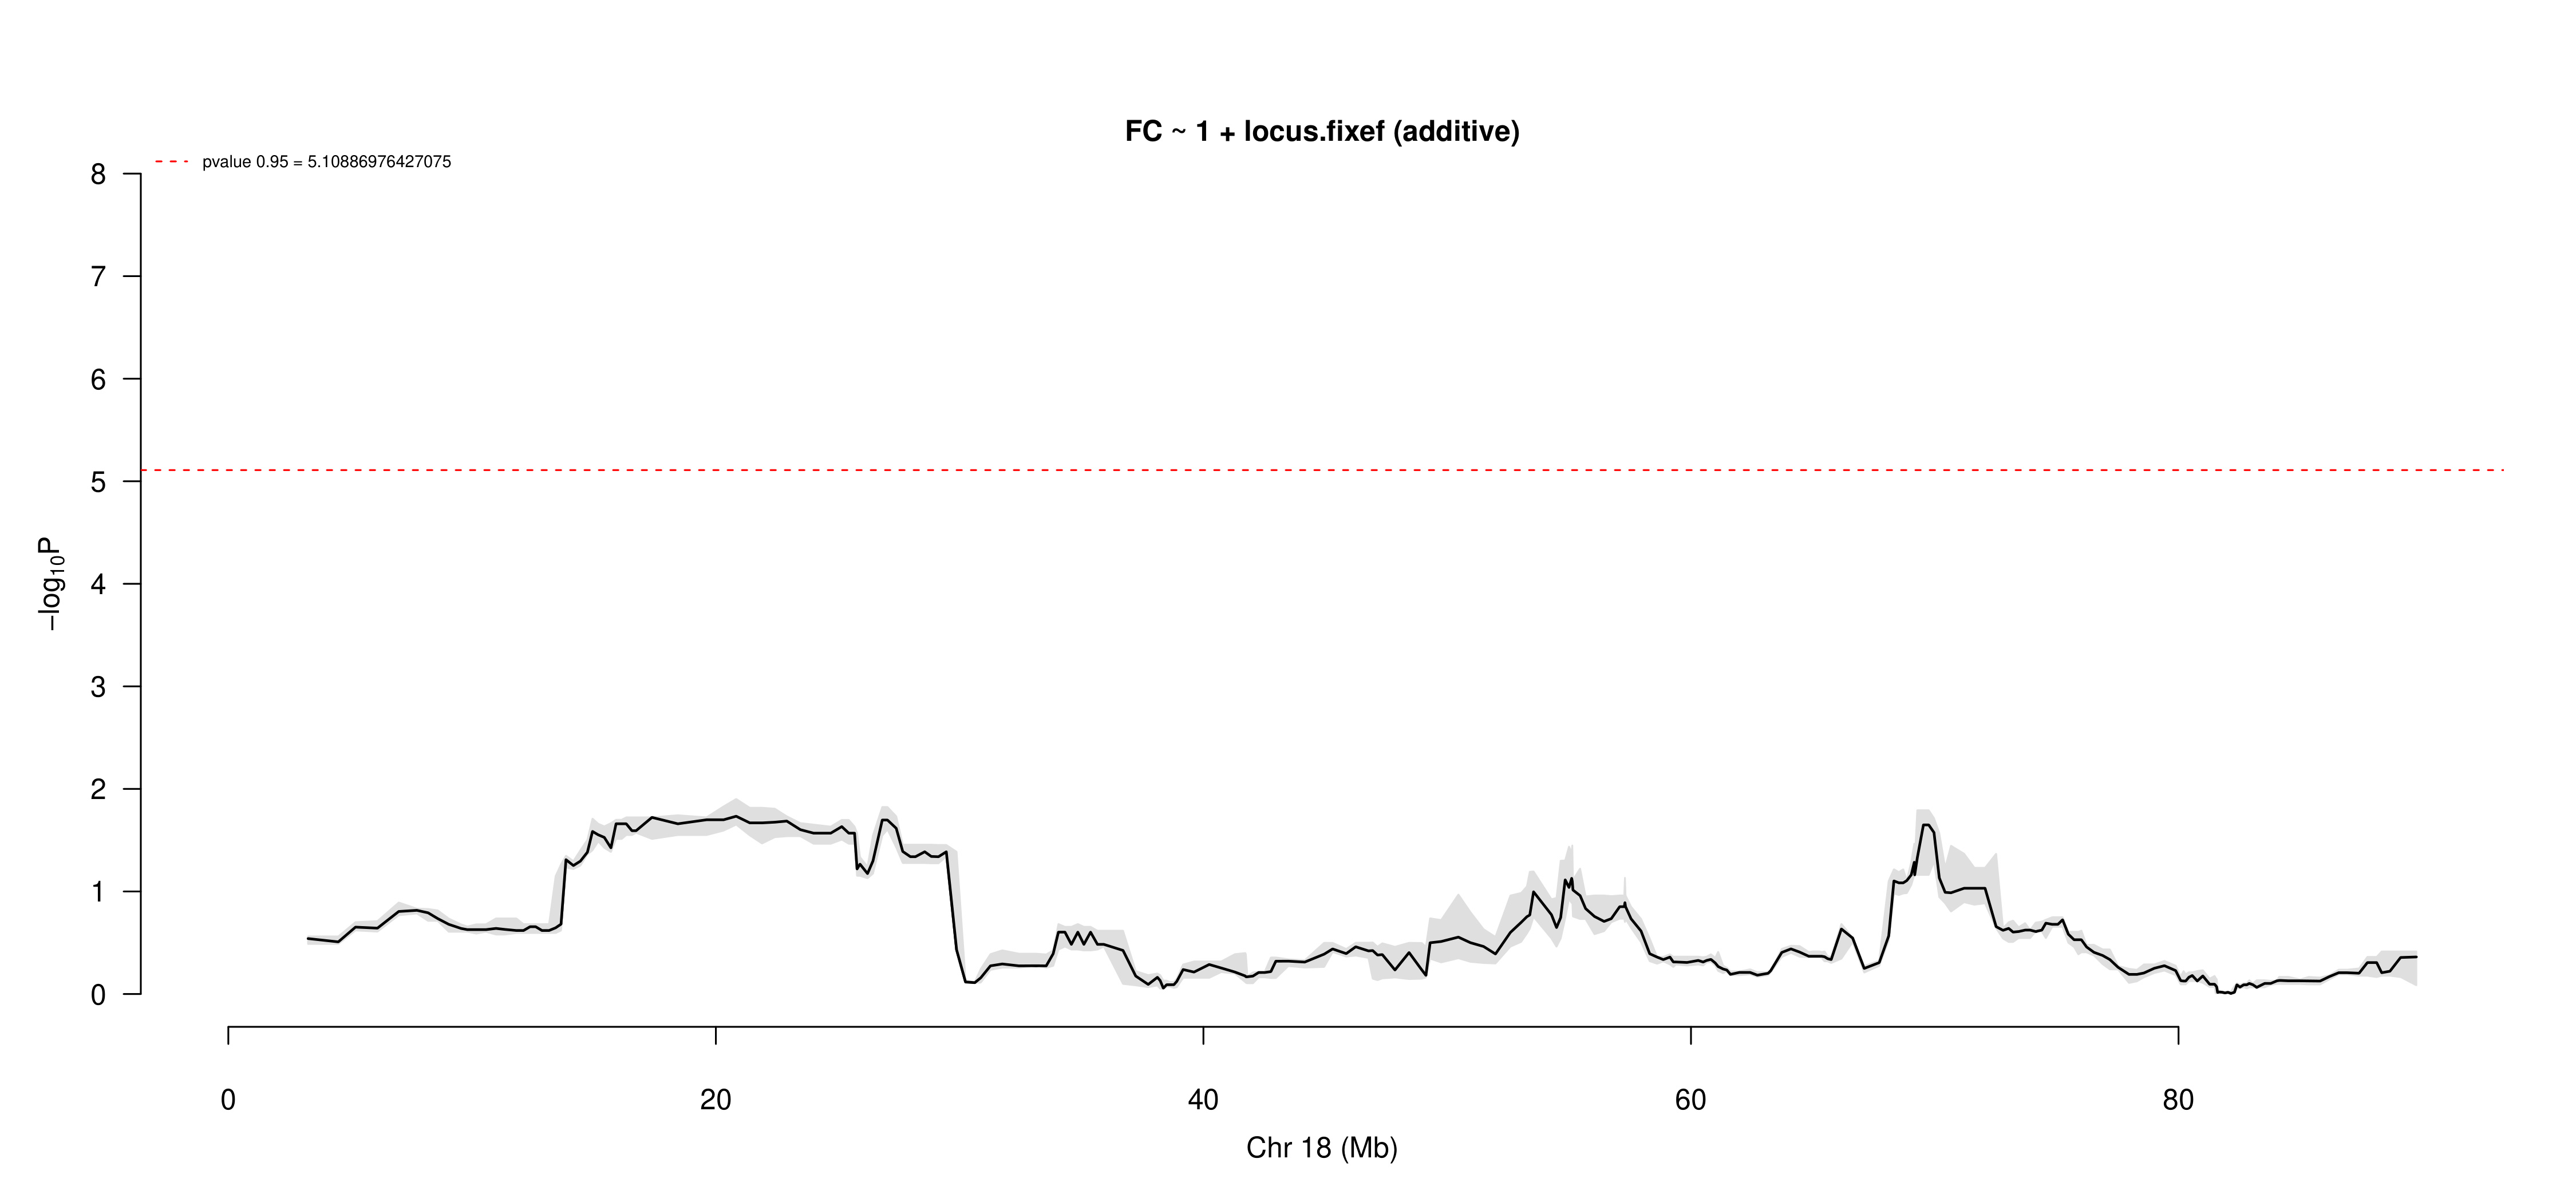 FC ~ 1 + locus.fixef (additive)
pvalue 0.95 = 5.10886976427075
8
7
6
5
4
3
2
1
0
−log10P
0 20 40 60 80
Chr 18 (Mb)